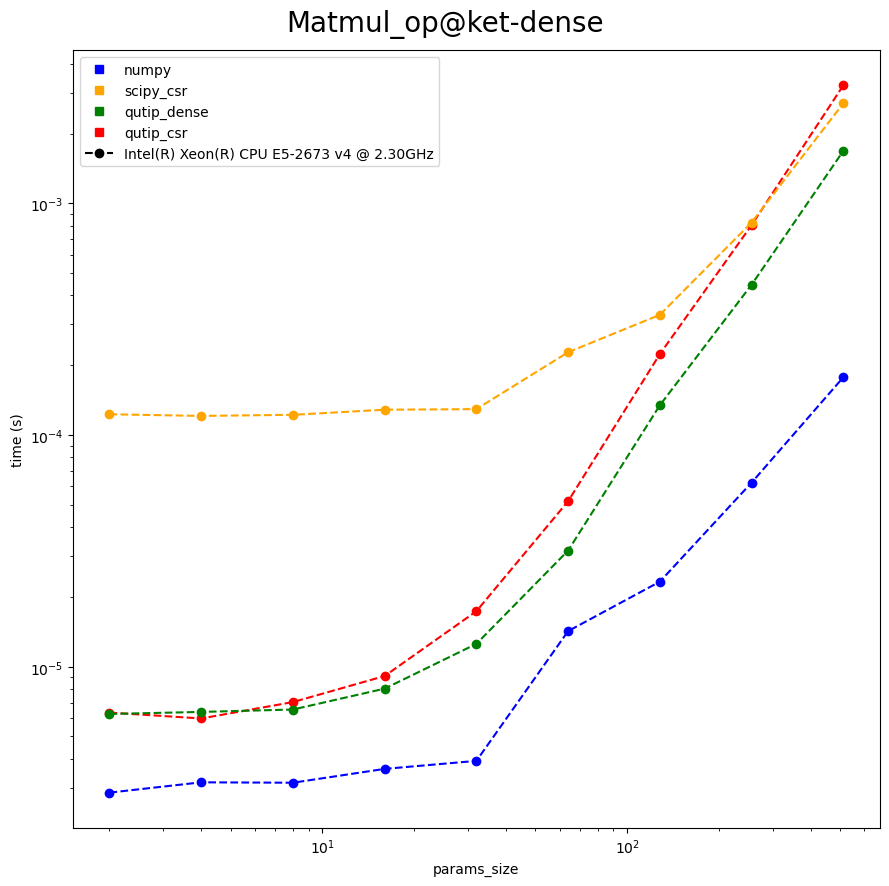 Matmul_op@ket-dense
numpy
scipy_csr
qutip_dense
qutip_csr
Intel(R) Xeon(R) CPU E5-2673 v4 @ 2.30GHz
10⁻³
10⁻⁴
10⁻⁵
time (s)
10¹
10²
params_size